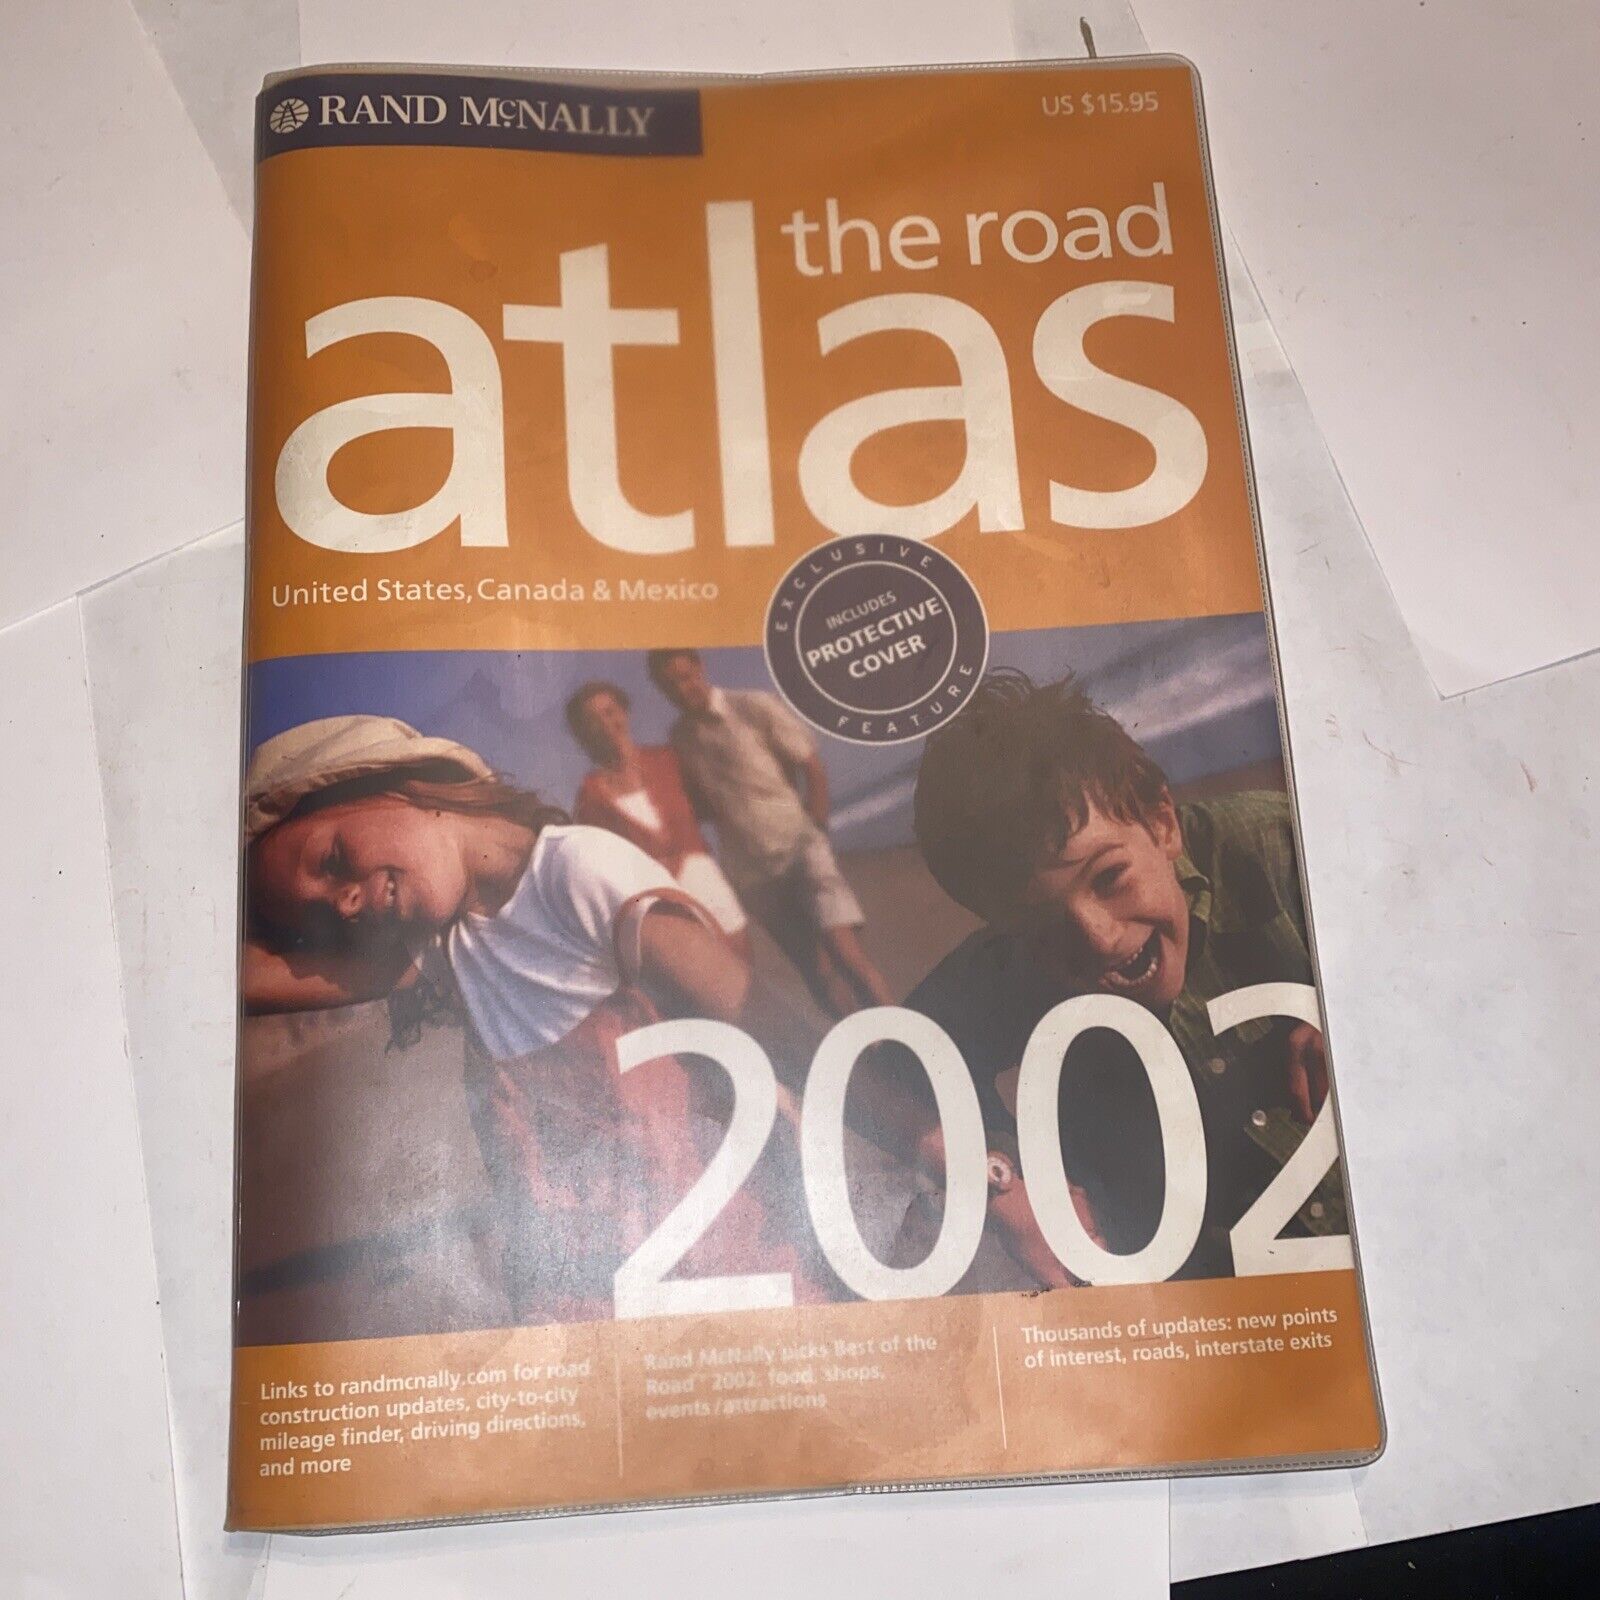 RAND McNALLY
US $15.95
the road
atlas
United States, Canada & Mexico
EXCLUSIVE
INCLUDES
PROTECTIVE
COVER
FEATURE
2002
Links to randmcnally.com for road
construction updates, city-to-city
mileage finder, driving directions,
and more
Rand McNally picks Best of the
Road™ 2002: food, shops,
events/attractions
Thousands of updates: new points
of interest, roads, interstate exits